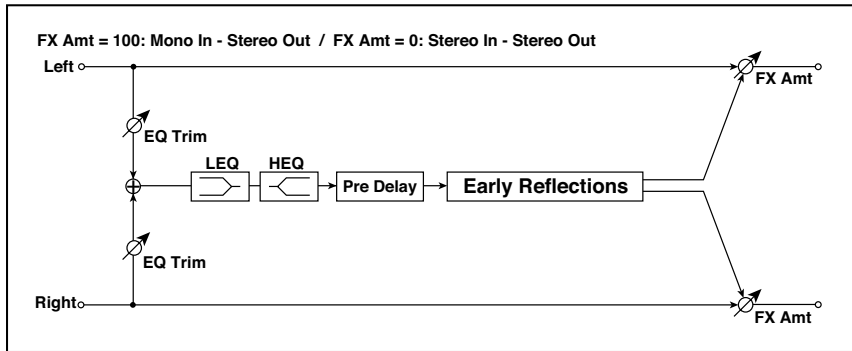 FX Amt = 100: Mono In - Stereo Out / FX Amt = 0: Stereo In - Stereo Out
Left
FX Amt
EQ Trim
LEQ
HEQ
Pre Delay
Early Reflections
EQ Trim
Right
FX Amt